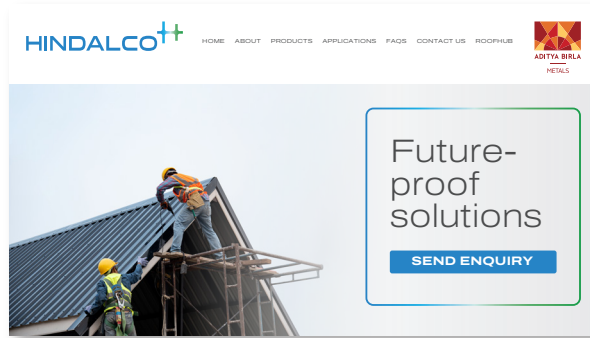 HINDALCO++
HOME ABOUT PRODUCTS APPLICATIONS FAQS CONTACT US ROOFHUB
ADITYA BIRLA
METALS
Future-
proof
solutions
SEND ENQUIRY